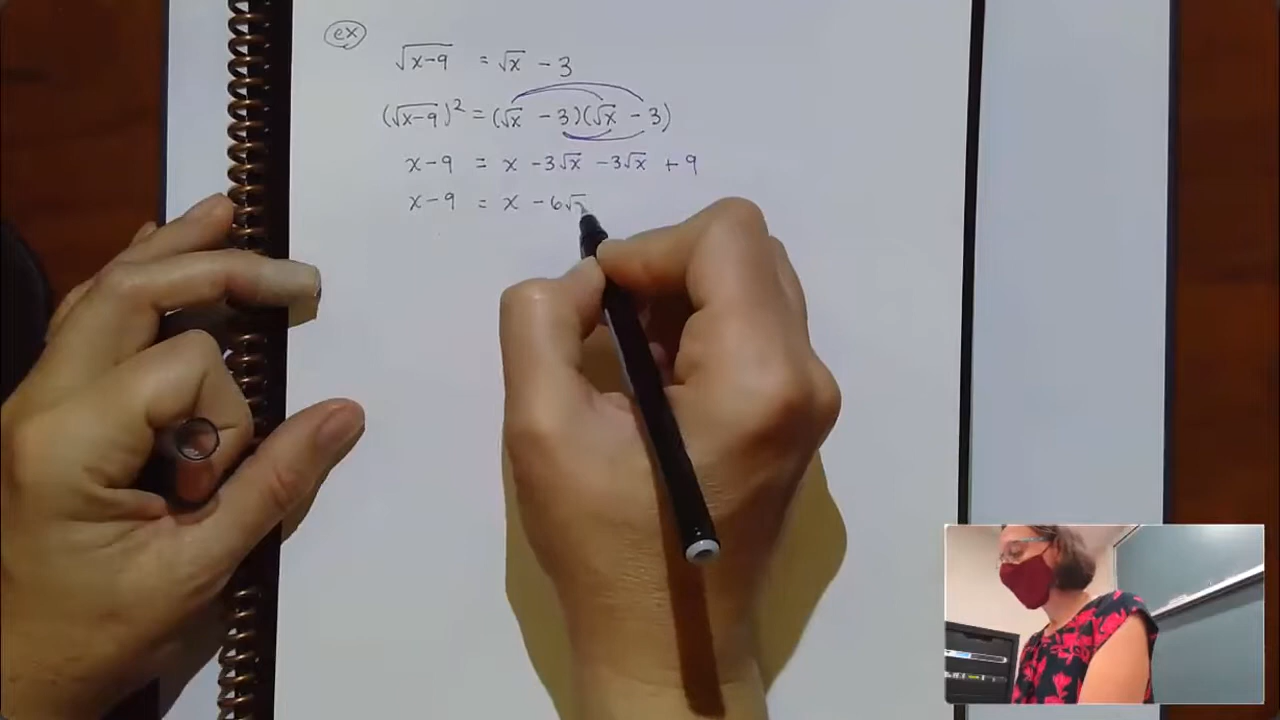 ex
√(x-9) = √x - 3
(√(x-9))² = (√x - 3)(√x - 3)
x-9 = x -3√x -3√x +9
x-9 = x -6√